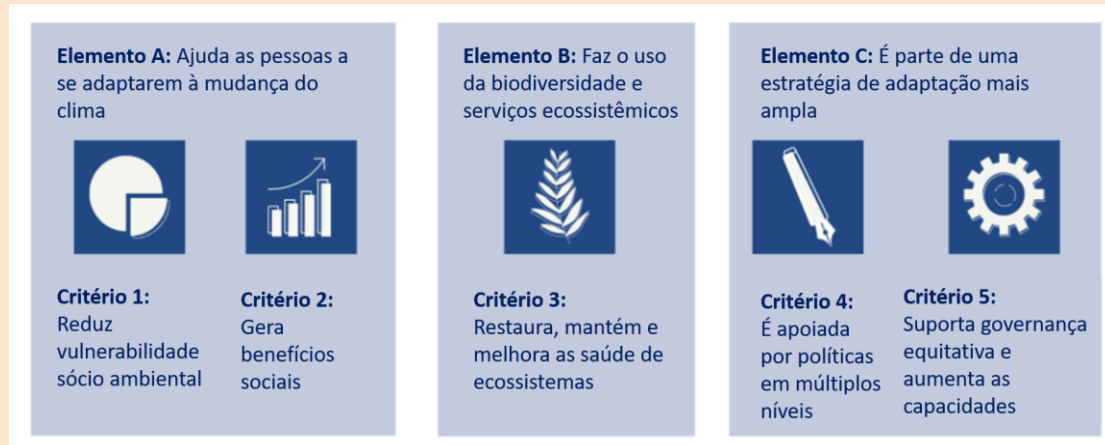 Elemento A: Ajuda as pessoas a
se adaptarem à mudança do
clima
Critério 1:
Reduz
vulnerabilidade
sócio ambiental
Critério 2:
Gera
benefícios
sociais
Elemento B: Faz o uso
da biodiversidade e
serviços ecossistêmicos
Critério 3:
Restaura, mantém e
melhora as saúde de
ecossistemas
Elemento C: É parte de uma
estratégia de adaptação mais
ampla
Critério 4:
É apoiada
por políticas
em múltiplos
níveis
Critério 5:
Suporta governança
equitativa e
aumenta as
capacidades